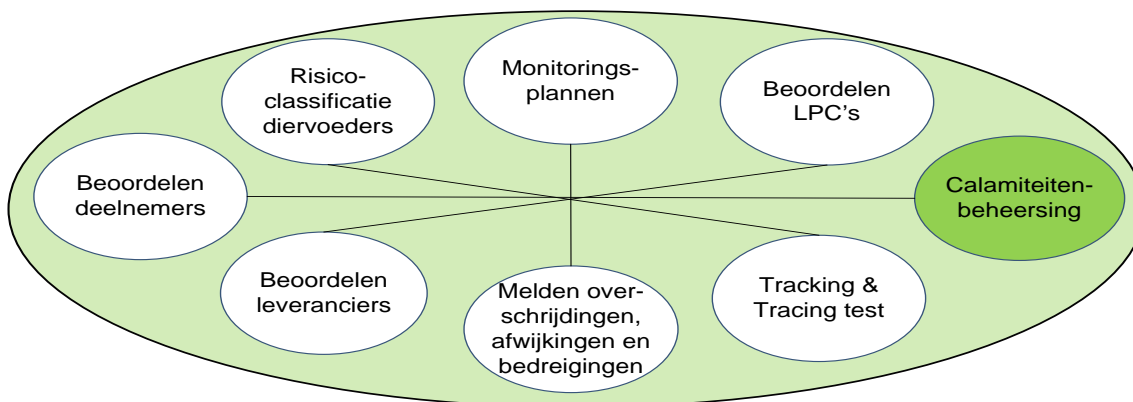 Risico-
classificatie
diervoeders
Monitorings-
plannen
Beoordelen
LPC's
Beoordelen
deelnemers
Calamiteiten-
beheersing
Beoordelen
leveranciers
Melden over-
schrijdingen,
afwijkingen en
bedreigingen
Tracking &
Tracing test